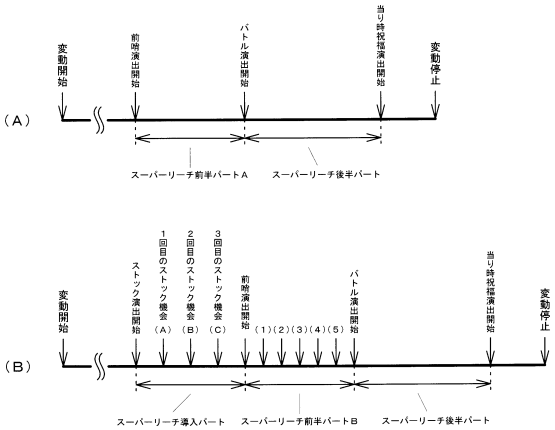 (A)
変動開始
前哨演出開始
バトル演出開始
当り時祝福演出開始
変動停止
スーパーリーチ前半パートA
スーパーリーチ後半パート
(B)
変動開始
ストック演出開始
1回目のストック機会(A)
2回目のストック機会(B)
3回目のストック機会(C)
前哨演出開始
(1)
(2)
(3)
(4)
(5)
バトル演出開始
当り時祝福演出開始
変動停止
スーパーリーチ導入パート
スーパーリーチ前半パートB
スーパーリーチ後半パート